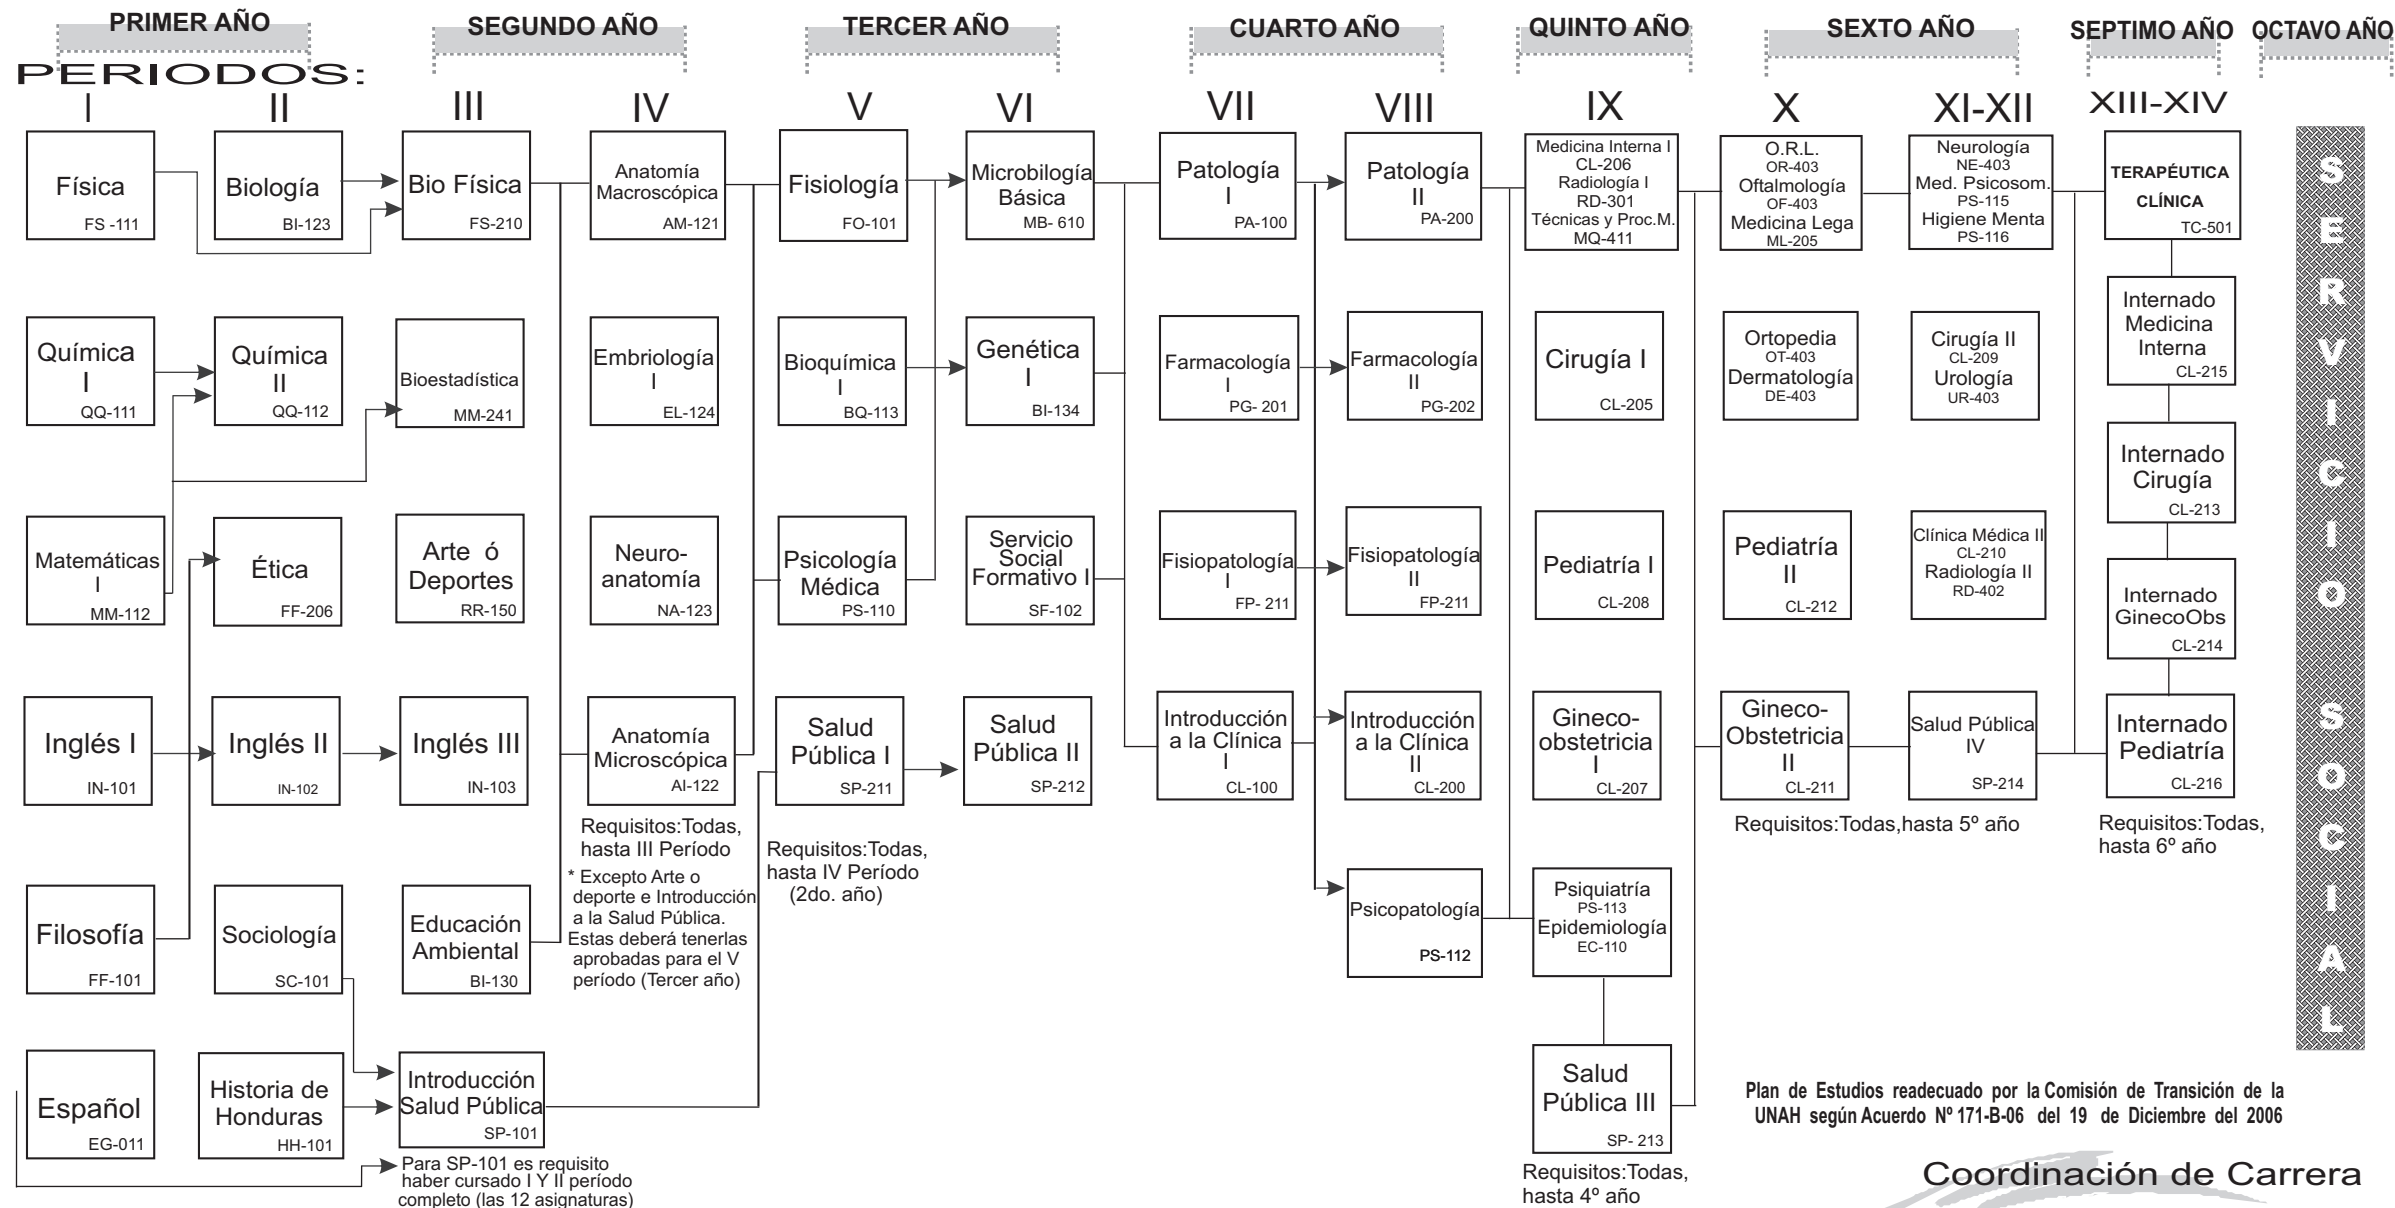 PRIMER AÑO
SEGUNDO AÑO
TERCER AÑO
CUARTO AÑO
QUINTO AÑO
SEXTO AÑO
SEPTIMO AÑO
OCTAVO AÑO
PERIODOS:
I
II
III
IV
V
VI
VII
VIII
IX
X
XI-XII
XIII-XIV
Física
FS -111
Biología
BI-123
Bio Física
FS-210
Anatomía
Macroscópica
AM-121
Fisiología
FO-101
Microbilogía
Básica
MB- 610
Patología
I
PA-100
Patología
II
PA-200
Medicina Interna I
CL-206
Radiología I
RD-301
Técnicas y Proc.M.
MQ-411
O.R.L.
OR-403
Oftalmología
OF-403
Medicina Lega
ML-205
Neurología
NE-403
Med. Psicosom.
PS-115
Higiene Menta
PS-116
TERAPÉUTICA
CLÍNICA
TC-501
Química
I
QQ-111
Química
II
QQ-112
Bioestadística
MM-241
Embriología
I
EL-124
Bioquímica
I
BQ-113
Genética
I
BI-134
Farmacología
I
PG- 201
Farmacología
II
PG-202
Cirugía I
CL-205
Ortopedia
OT-403
Dermatología
DE-403
Cirugía II
CL-209
Urología
UR-403
Internado
Medicina
Interna
CL-215
Internado
Cirugía
CL-213
Matemáticas
I
MM-112
Ética
FF-206
Arte ó
Deportes
RR-150
Neuro-
anatomía
NA-123
Psicología
Médica
PS-110
Servicio
Social
Formativo I
SF-102
Fisiopatología
I
FP- 211
Fisiopatología
II
FP-211
Pediatría I
CL-208
Pediatría
II
CL-212
Clínica Médica II
CL-210
Radiología II
RD-402
Internado
GinecoObs
CL-214
Inglés I
IN-101
Inglés II
IN-102
Inglés III
IN-103
Anatomía
Microscópica
AI-122
Salud
Pública I
SP-211
Salud
Pública II
SP-212
Introducción
a la Clínica
I
CL-100
Introducción
a la Clínica
II
CL-200
Gineco-
obstetricia
I
CL-207
Gineco-
Obstetricia
II
CL-211
Salud Pública
IV
SP-214
Internado
Pediatría
CL-216
Requisitos:Todas,
hasta III Período
* Excepto Arte o
deporte e Introducción
a la Salud Pública.
Estas deberá tenerlas
aprobadas para el V
período (Tercer año)
Requisitos:Todas,
hasta IV Período
(2do. año)
Requisitos:Todas,hasta 5º año
Requisitos:Todas,
hasta 6º año
Filosofía
FF-101
Sociología
SC-101
Educación
Ambiental
BI-130
Psicopatología
PS-112
Psiquiatría
PS-113
Epidemiología
EC-110
Español
EG-011
Historia de
Honduras
HH-101
Introducción
Salud Pública
SP-101
Salud
Pública III
SP- 213
Para SP-101 es requisito
haber cursado I Y II período
completo (las 12 asignaturas)
Requisitos:Todas,
hasta 4º año
SERVICIO SOCIAL
Plan de Estudios readecuado por la Comisión de Transición de la
UNAH según Acuerdo Nº 171-B-06 del 19 de Diciembre del 2006
Coordinación de Carrera